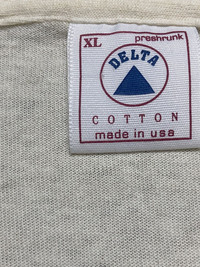 XL preshrunk
DELTA
COTTON
made in usa